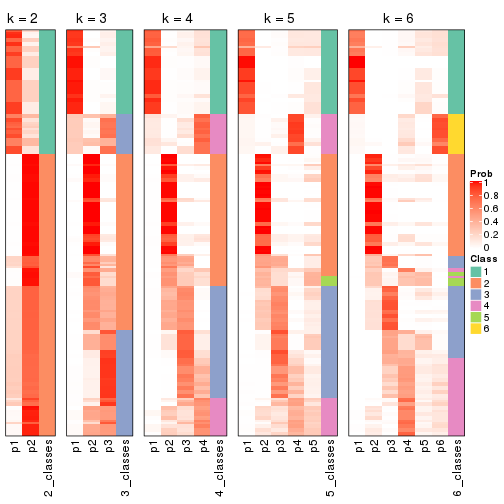 k = 2
k = 3
k = 4
k = 5
k = 6
Prob
1
0.8
0.6
0.4
0.2
0
Class
1
2
3
4
5
6
p1
p2
2_classes
p1
p2
p3
3_classes
p1
p2
p3
p4
4_classes
p1
p2
p3
p4
p5
5_classes
p1
p2
p3
p4
p5
p6
6_classes